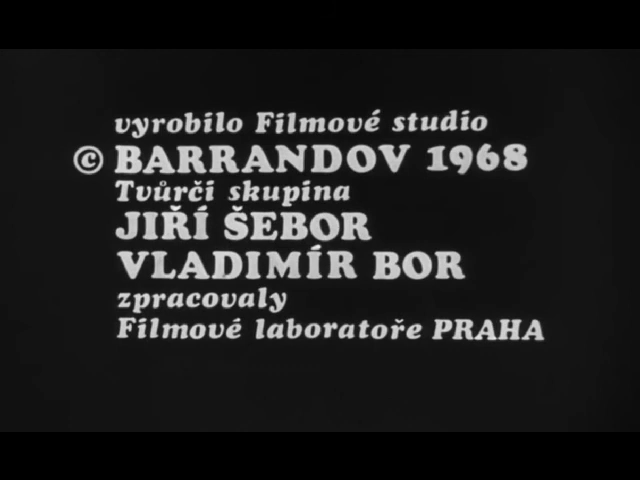 vyrobilo Filmové studio
© BARRANDOV 1968
Tvůrčí skupina
JIŘÍ ŠEBOR
VLADIMÍR BOR
zpracovaly
Filmové laboratoře PRAHA